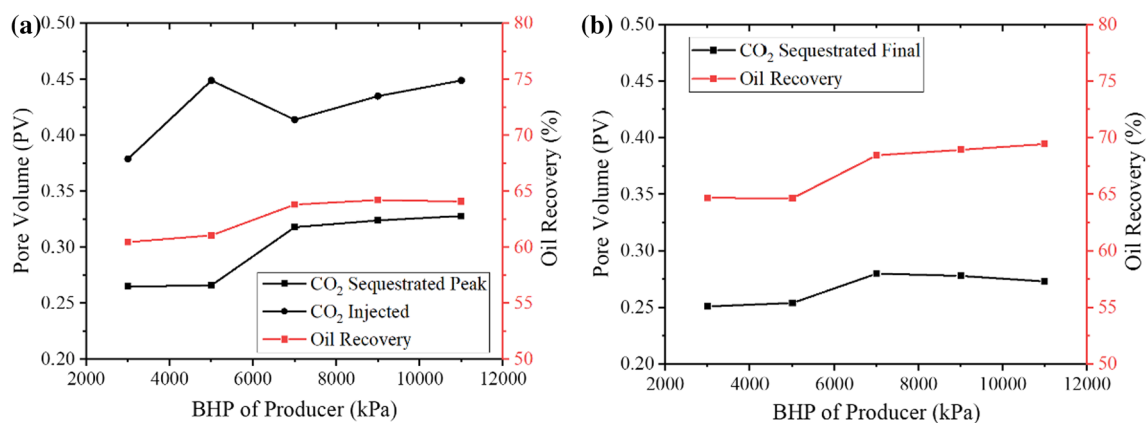 (a)
0.50
0.45
0.40
0.35
0.30
0.25
0.20
Pore Volume (PV)
80
75
70
65
60
55
50
Oil Recovery (%)
CO₂ Sequestrated Peak
CO₂ Injected
Oil Recovery
2000 4000 6000 8000 10000 12000
BHP of Producer (kPa)
(b)
0.50
0.45
0.40
0.35
0.30
0.25
0.20
Pore Volume (PV)
80
75
70
65
60
55
50
Oil Recovery (%)
CO₂ Sequestrated Final
Oil Recovery
2000 4000 6000 8000 10000 12000
BHP of Producer (kPa)